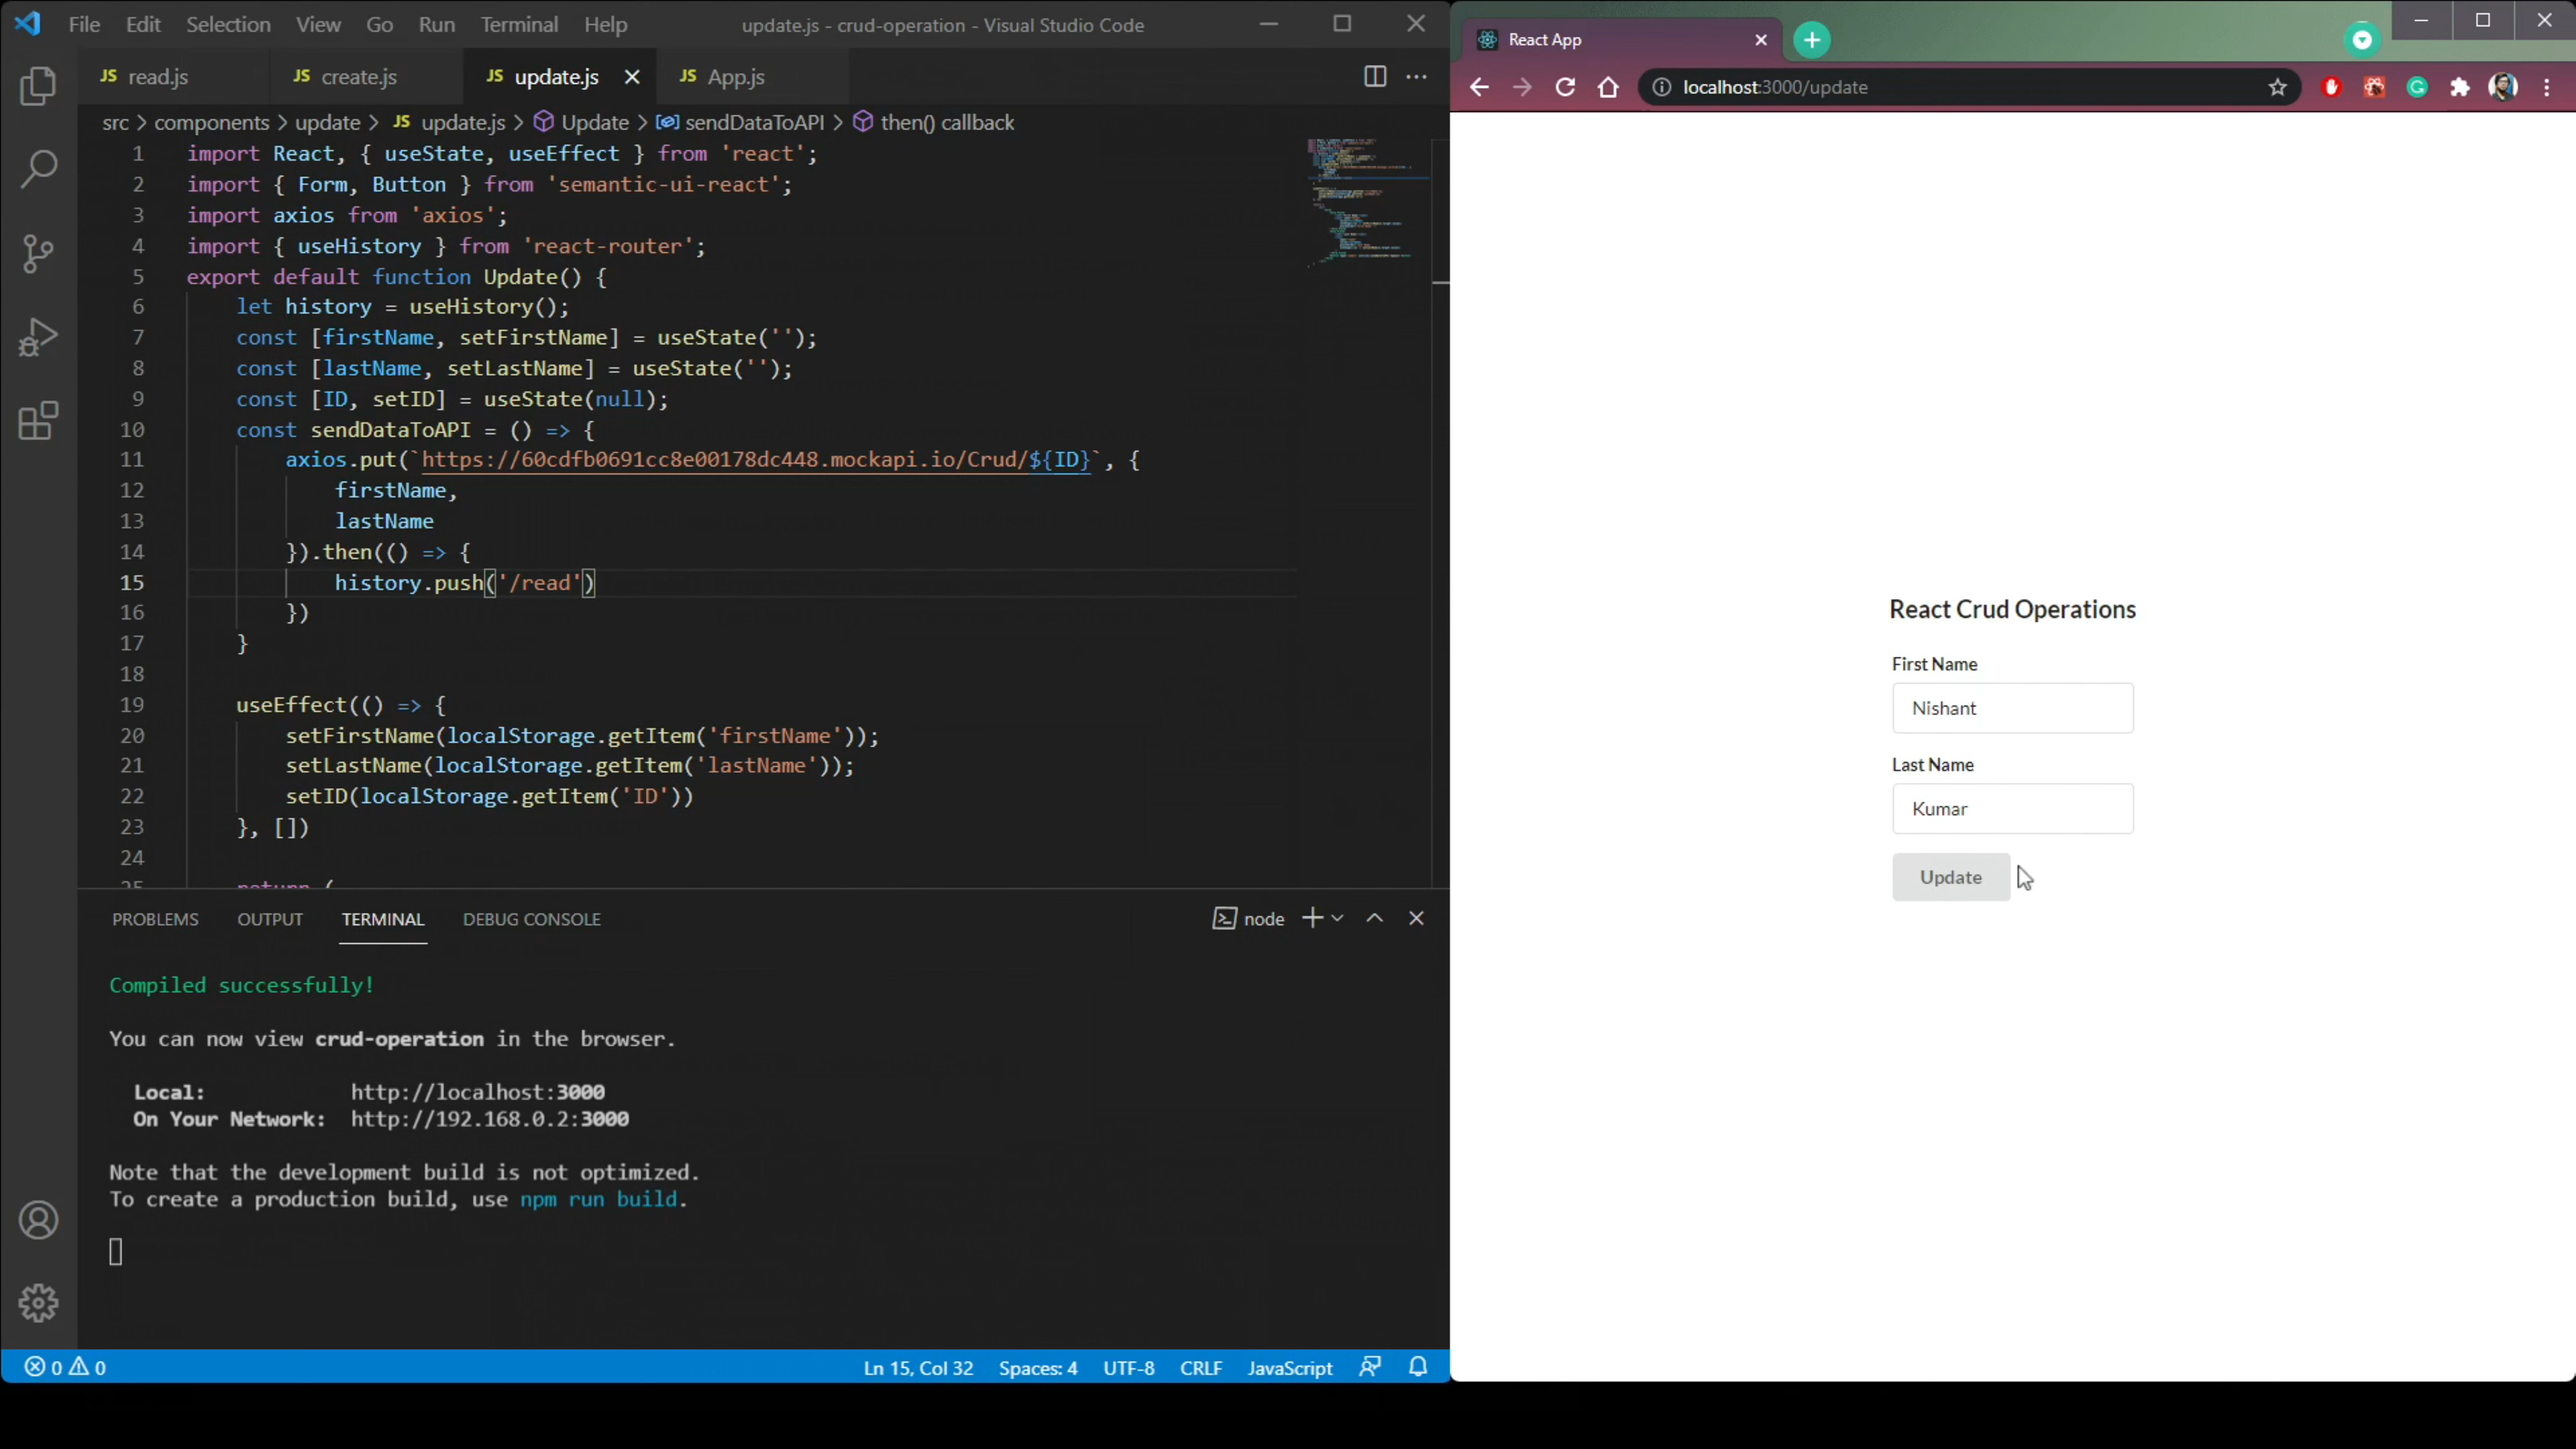 File Edit Selection View Go Run Terminal Help update.js - crud-operation - Visual Studio Code
JS read.js JS create.js JS update.js JS App.js
src > components > update > JS update.js > Update > sendDataToAPI > then() callback
1 import React, { useState, useEffect } from 'react';
2 import { Form, Button } from 'semantic-ui-react';
3 import axios from 'axios';
4 import { useHistory } from 'react-router';
5 export default function Update() {
6 let history = useHistory();
7 const [firstName, setFirstName] = useState('');
8 const [lastName, setLastName] = useState('');
9 const [ID, setID] = useState(null);
10 const sendDataToAPI = () => {
11 axios.put(`https://60cdfb0691cc8e00178dc448.mockapi.io/Crud/${ID}`, {
12 firstName,
13 lastName
14 }).then(() => {
15 history.push('/read')
16 })
17 }
18
19 useEffect(() => {
20 setFirstName(localStorage.getItem('firstName'));
21 setLastName(localStorage.getItem('lastName'));
22 setID(localStorage.getItem('ID'))
23 }, [])
24
25 return (
PROBLEMS OUTPUT TERMINAL DEBUG CONSOLE node
Compiled successfully!
You can now view crud-operation in the browser.
Local: http://localhost:3000
On Your Network: http://192.168.0.2:3000
Note that the development build is not optimized.
To create a production build, use npm run build.
0 0 Ln 15, Col 32 Spaces: 4 UTF-8 CRLF JavaScript
React App
localhost:3000/update
React Crud Operations
First Name
Nishant
Last Name
Kumar
Update